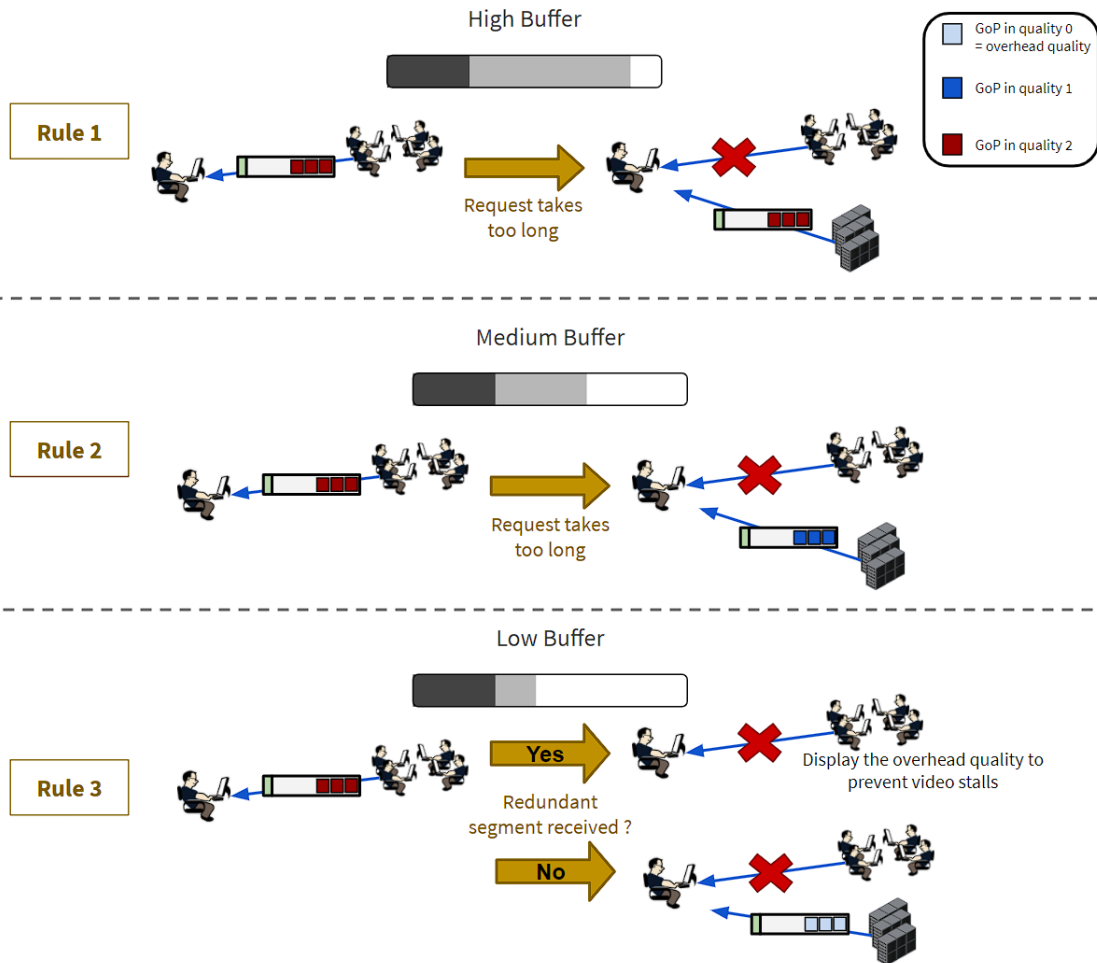 High Buffer
GoP in quality 0
= overhead quality
GoP in quality 1
GoP in quality 2
Rule 1
Request takes
too long
Medium Buffer
Rule 2
Request takes
too long
Low Buffer
Rule 3
Yes
Display the overhead quality to
prevent video stalls
Redundant
segment received ?
No